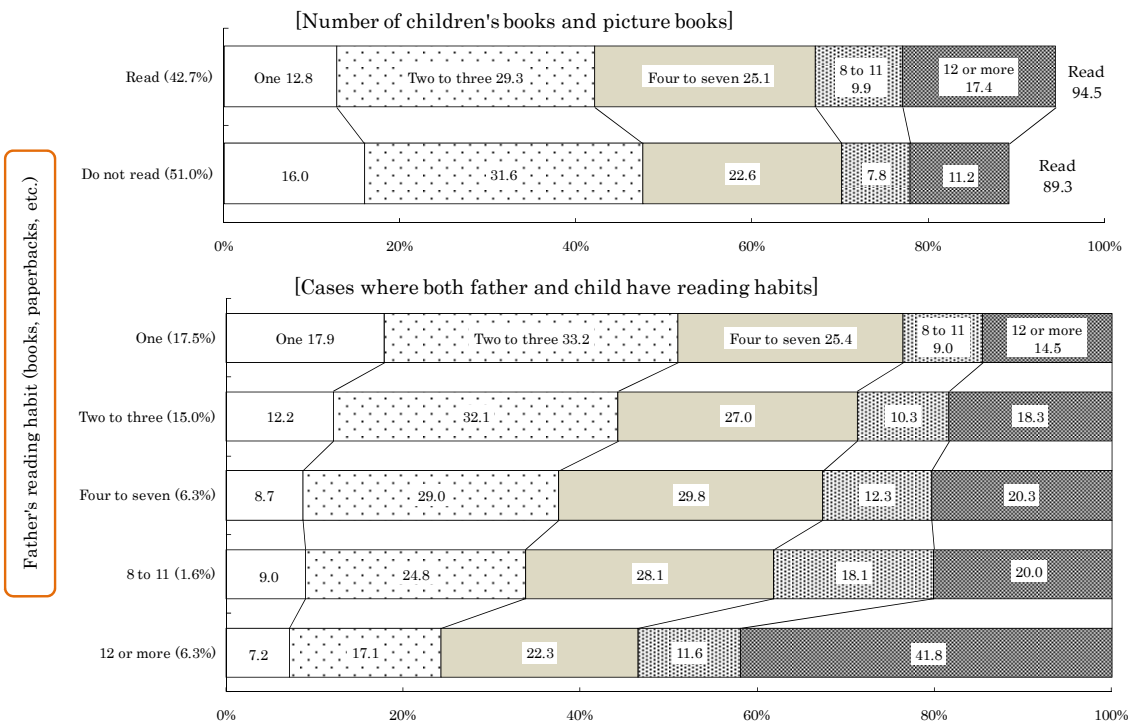 [Number of children's books and picture books]
Read (42.7%)
One 12.8
Two to three 29.3
Four to seven 25.1
8 to 11
9.9
12 or more
17.4
Read
94.5
Do not read (51.0%)
16.0
31.6
22.6
7.8
11.2
Read
89.3
0%
20%
40%
60%
80%
100%
Father's reading habit (books, paperbacks, etc.)
[Cases where both father and child have reading habits]
One (17.5%)
One 17.9
Two to three 33.2
Four to seven 25.4
8 to 11
9.0
12 or more
14.5
Two to three (15.0%)
12.2
32.1
27.0
10.3
18.3
Four to seven (6.3%)
8.7
29.0
29.8
12.3
20.3
8 to 11 (1.6%)
9.0
24.8
28.1
18.1
20.0
12 or more (6.3%)
7.2
17.1
22.3
11.6
41.8
0%
20%
40%
60%
80%
100%